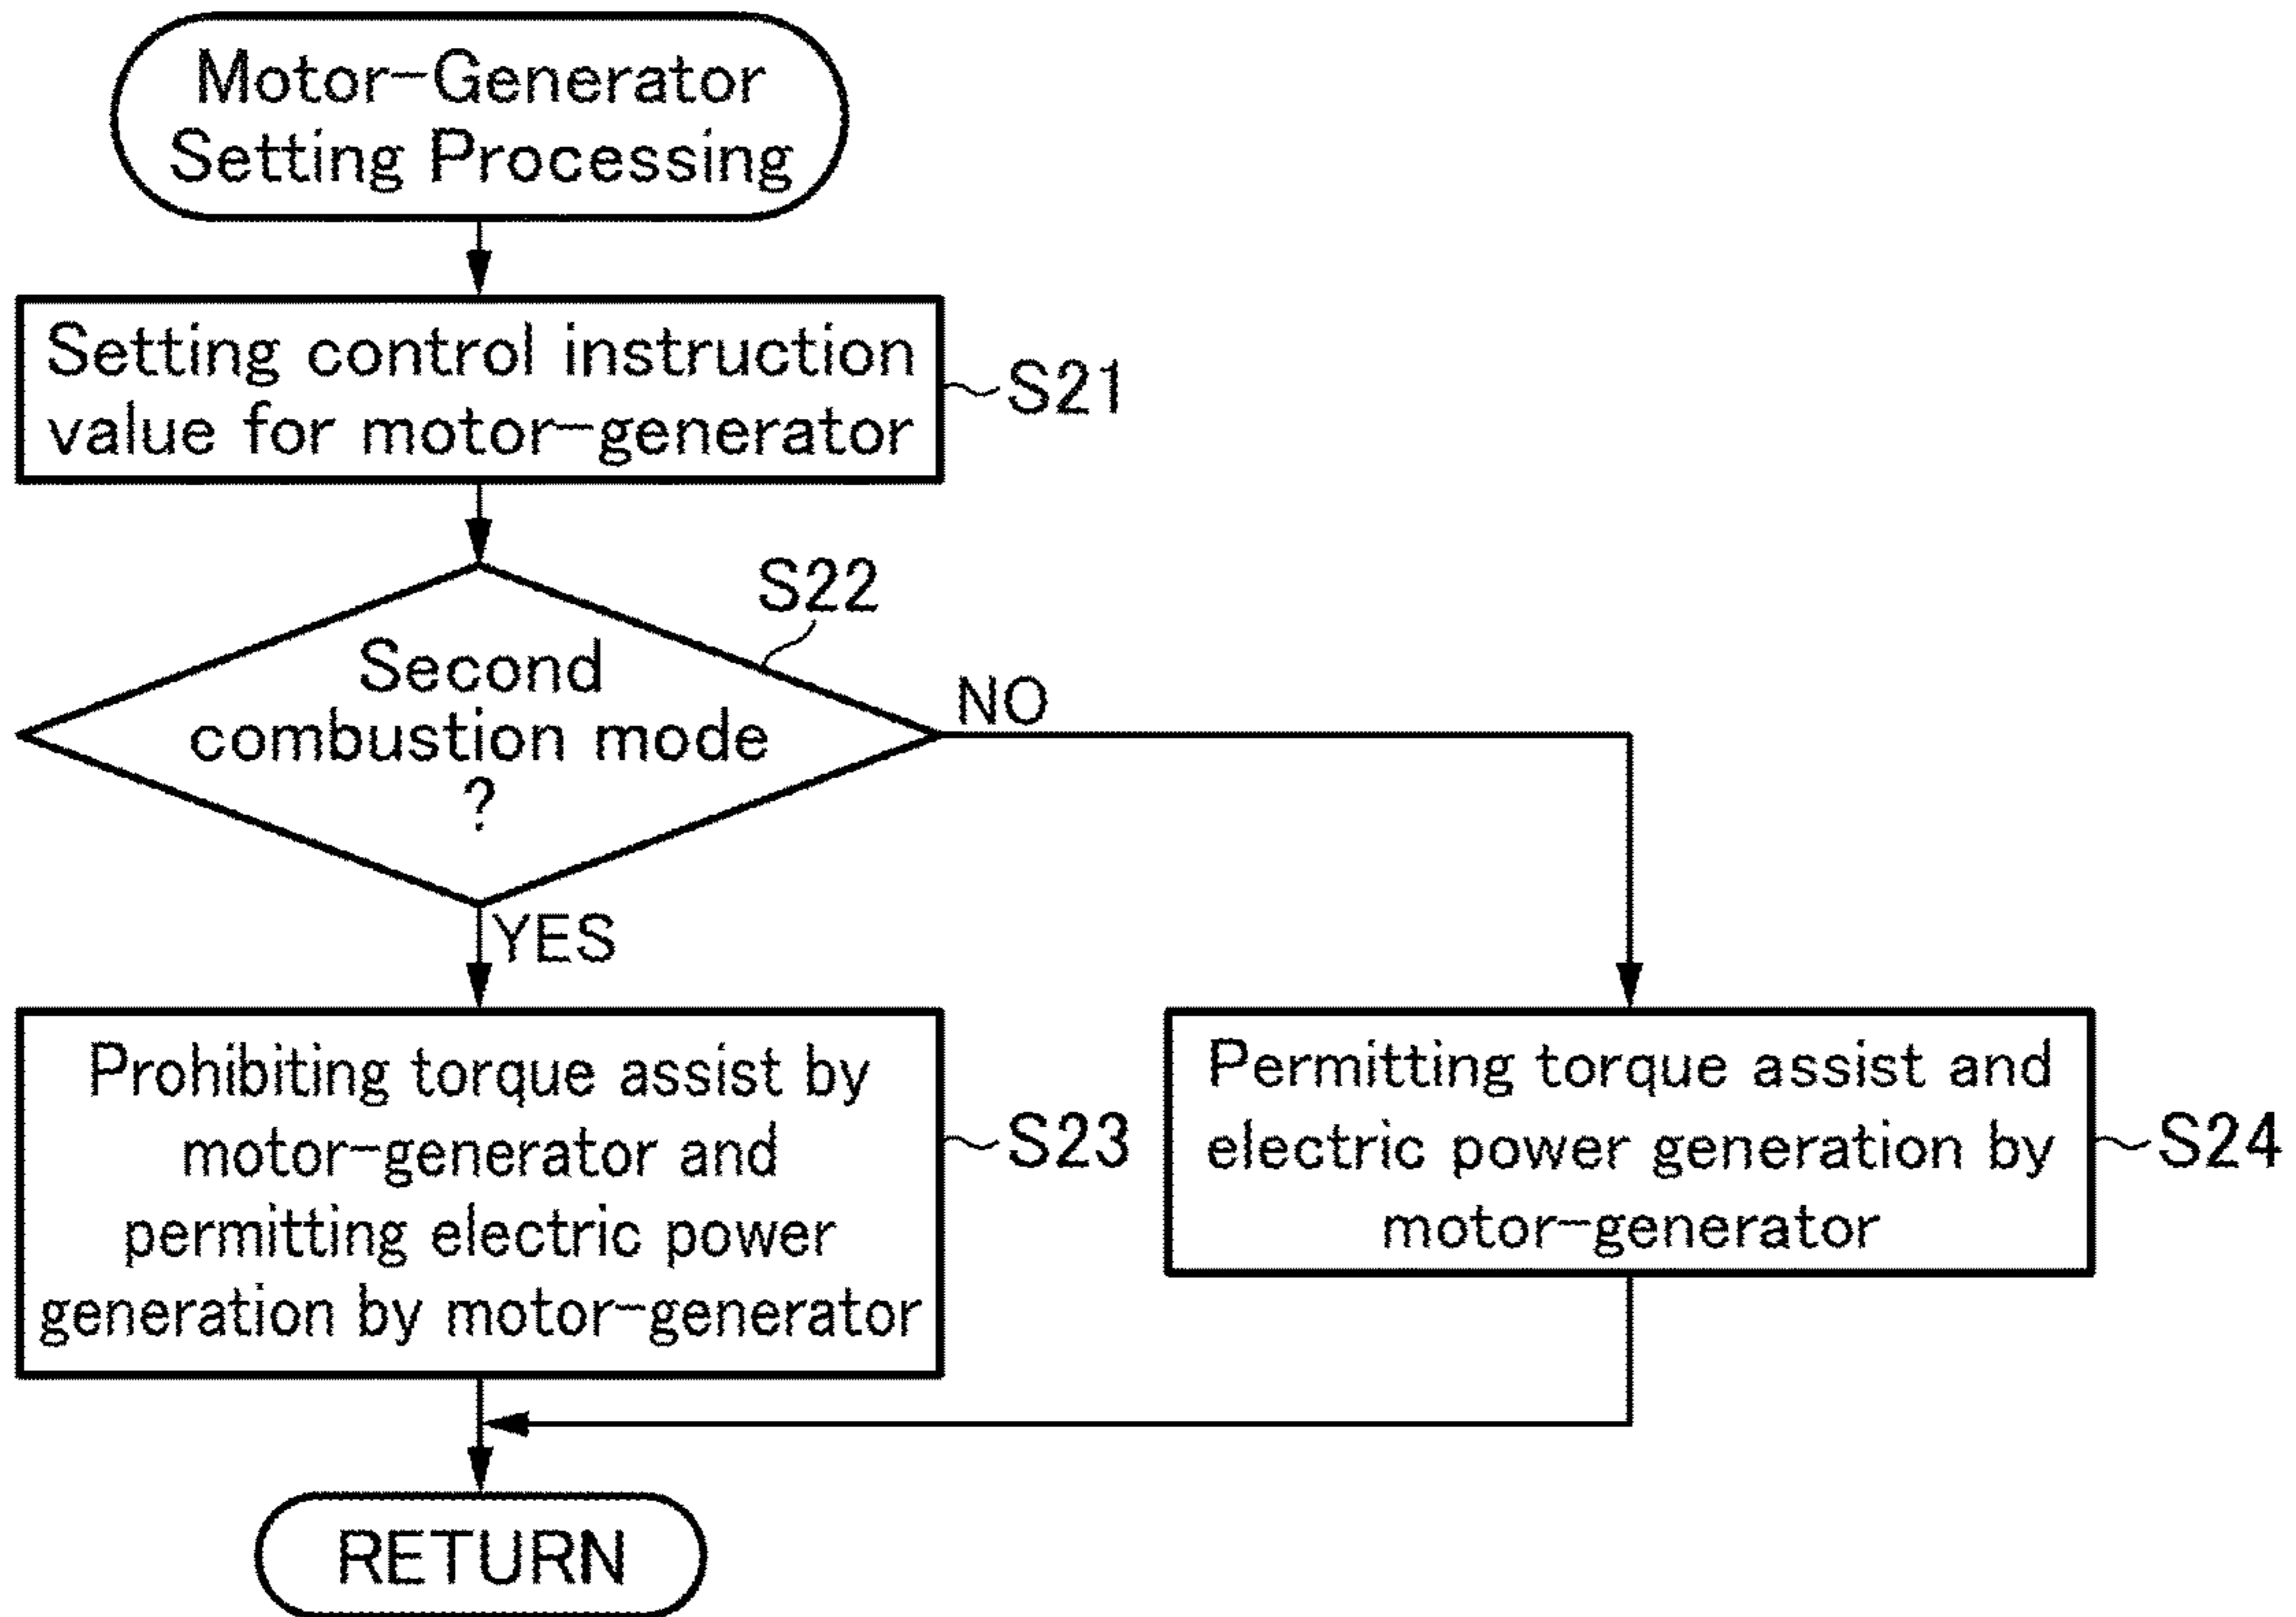 Motor-Generator
Setting Processing
Setting control instruction
value for motor-generator
S21
S22
Second
combustion mode
?
NO
YES
Prohibiting torque assist by
motor-generator and
permitting electric power
generation by motor-generator
S23
Permitting torque assist and
electric power generation by
motor-generator
S24
RETURN